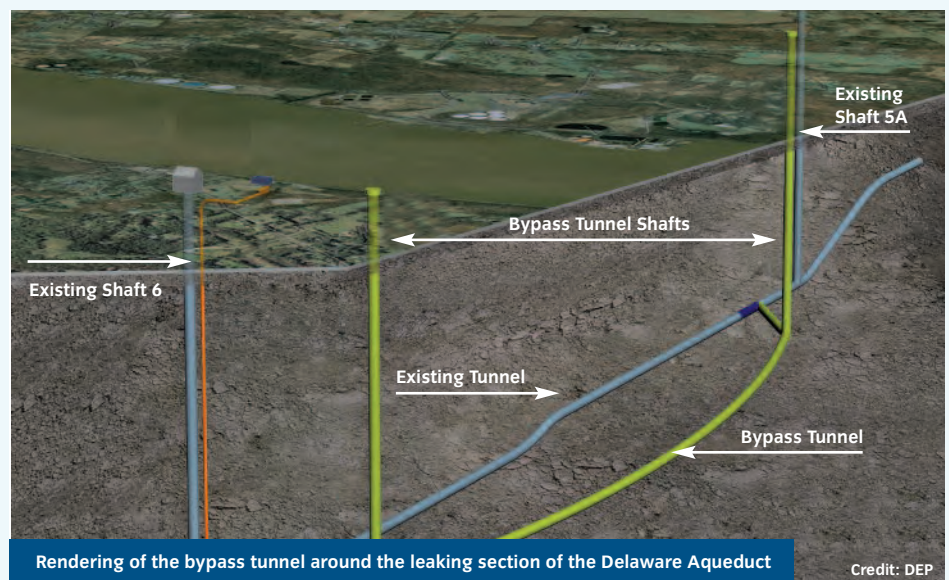 Existing
Shaft 5A
Bypass Tunnel Shafts
Existing Shaft 6
Existing Tunnel
Bypass Tunnel
Rendering of the bypass tunnel around the leaking section of the Delaware Aqueduct
Credit: DEP